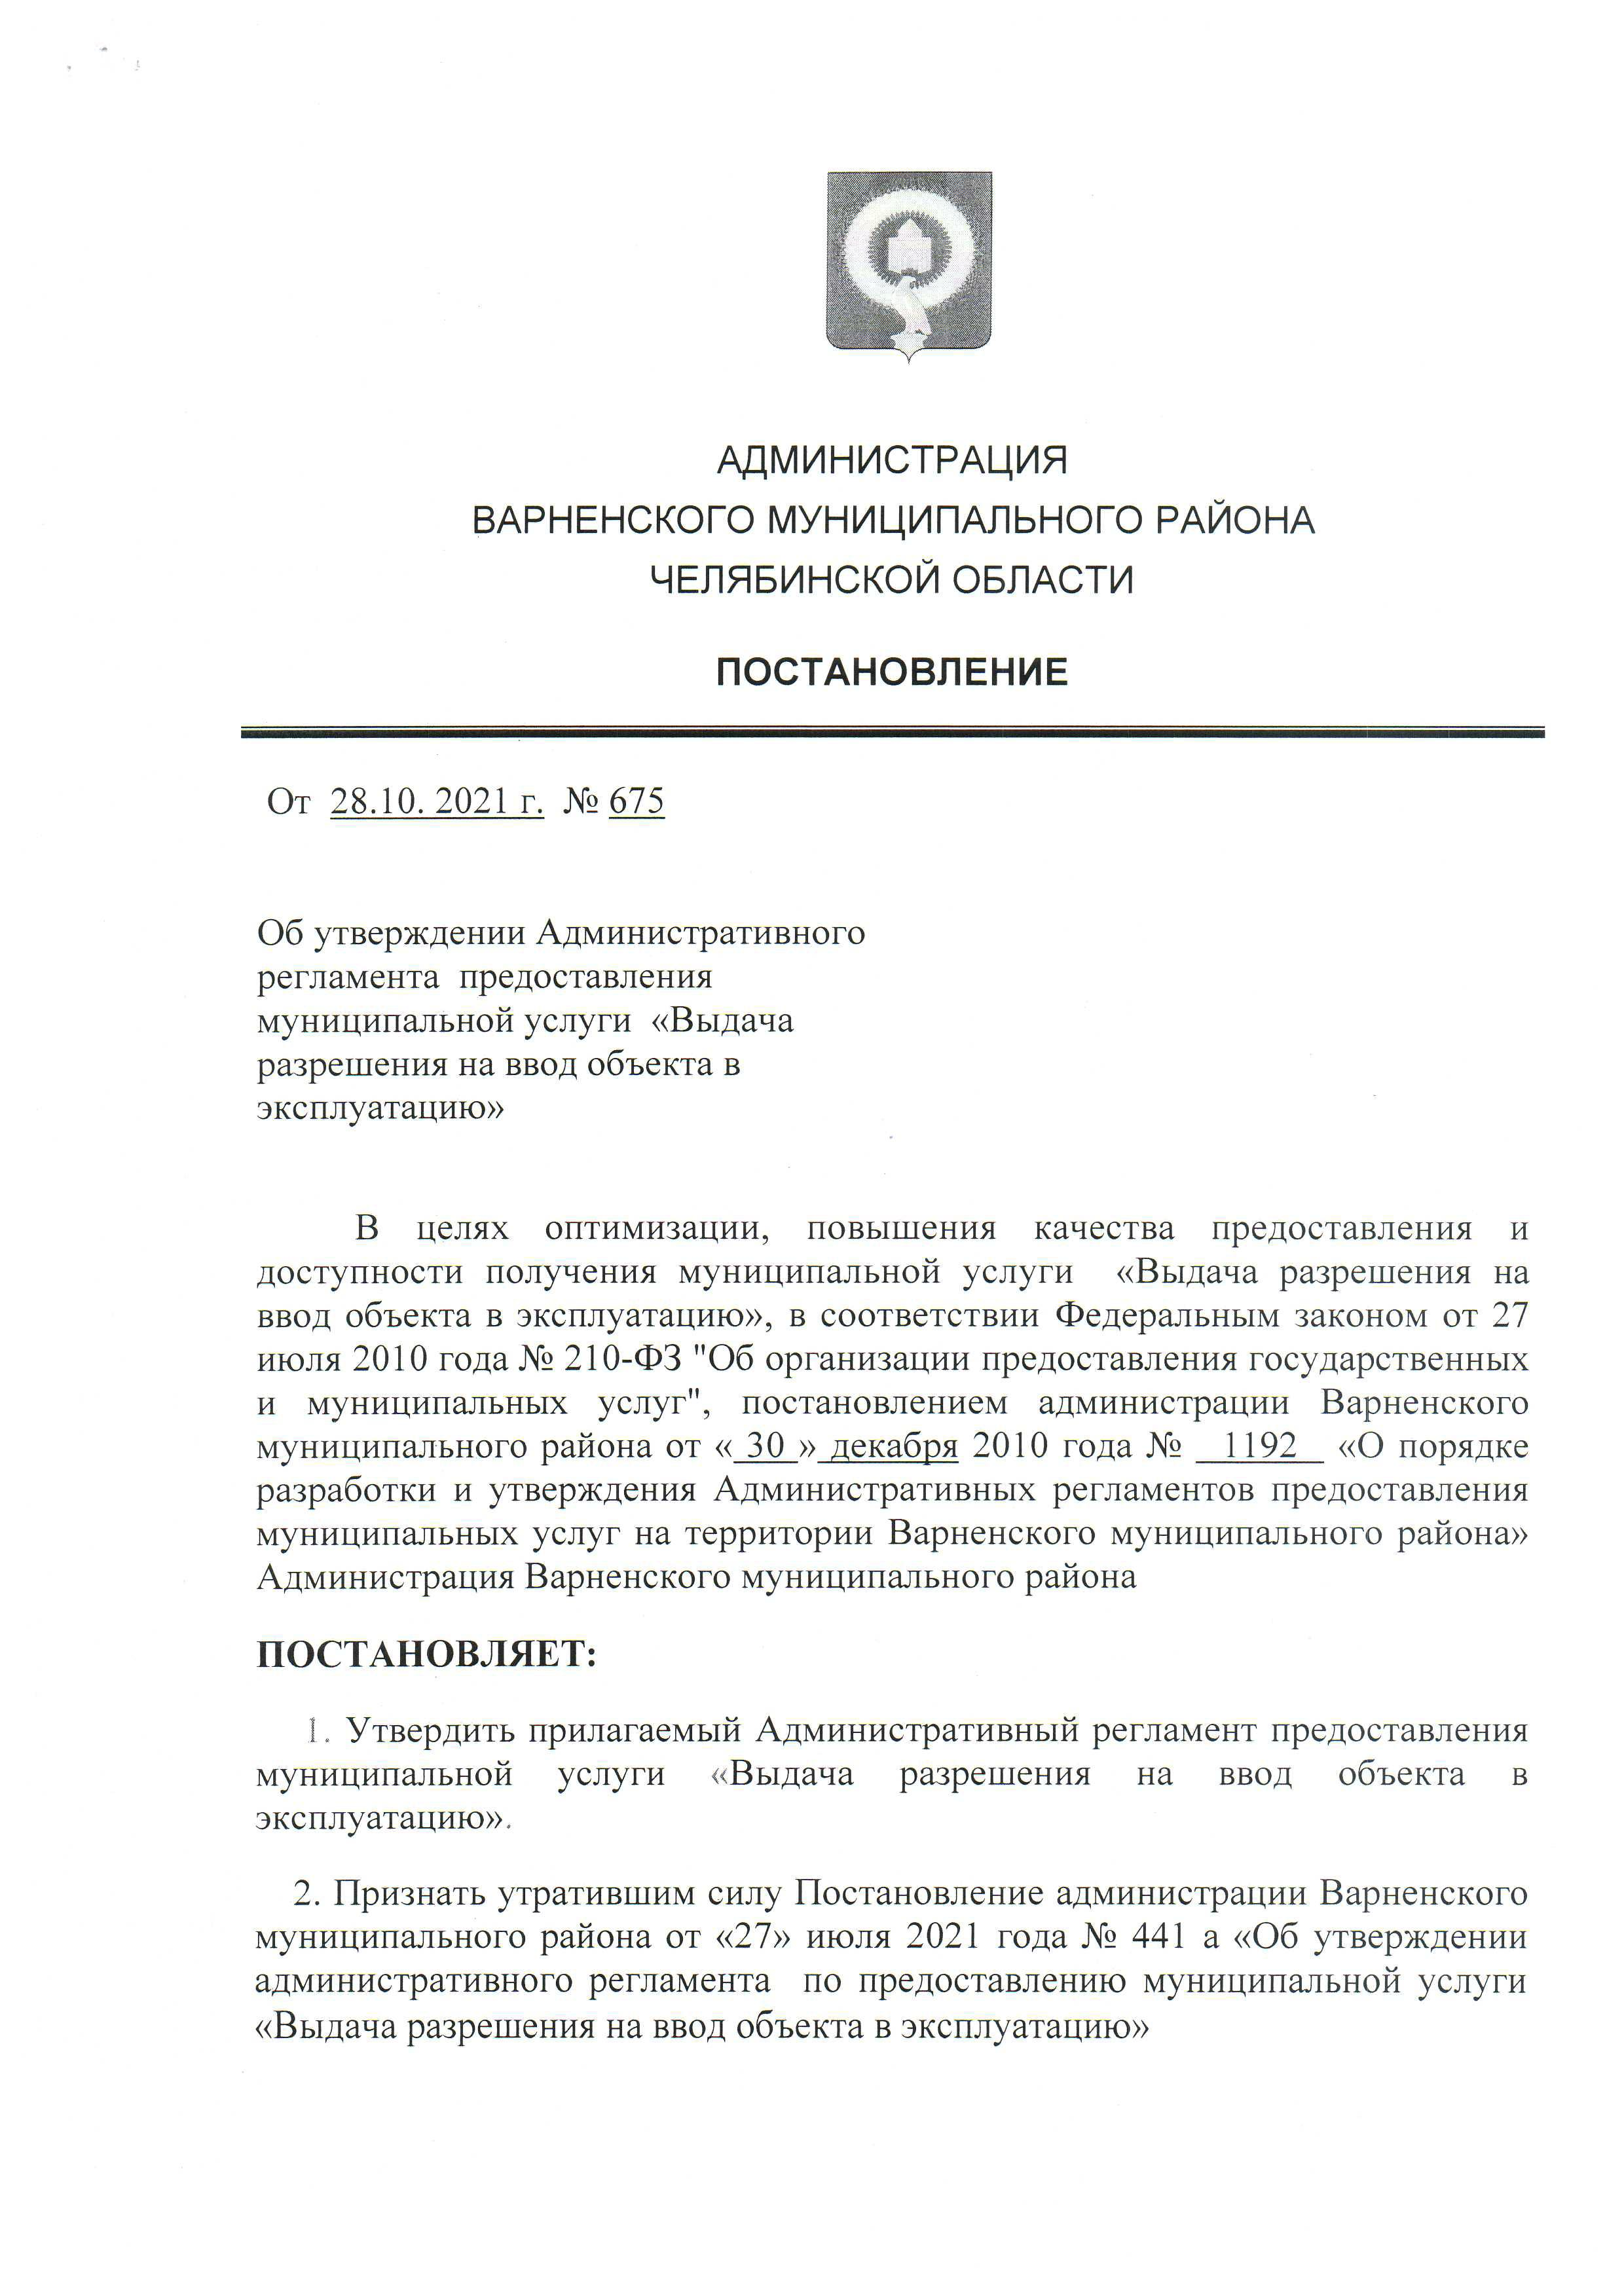 АДМИНИСТРАЦИЯ
ВАРНЕНСКОГО МУНИЦИПАЛЬНОГО РАЙОНА
ЧЕЛЯБИНСКОЙ ОБЛАСТИ
ПОСТАНОВЛЕНИЕ
От 28.10. 2021 г. № 675
Об утверждении Административного
регламента предоставления
муниципальной услуги «Выдача
разрешения на ввод объекта в
эксплуатацию»
В целях оптимизации, повышения качества предоставления и
доступности получения муниципальной услуги «Выдача разрешения на
ввод объекта в эксплуатацию», в соответствии Федеральным законом от 27
июля 2010 года № 210-ФЗ "Об организации предоставления государственных
и муниципальных услуг", постановлением администрации Варненского
муниципального района от « 30 » декабря 2010 года № 1192 «О порядке
разработки и утверждения Административных регламентов предоставления
муниципальных услуг на территории Варненского муниципального района»
Администрация Варненского муниципального района
ПОСТАНОВЛЯЕТ:
1. Утвердить прилагаемый Административный регламент предоставления
муниципальной услуги «Выдача разрешения на ввод объекта в
эксплуатацию».
2. Признать утратившим силу Постановление администрации Варненского
муниципального района от «27» июля 2021 года № 441 а «Об утверждении
административного регламента по предоставлению муниципальной услуги
«Выдача разрешения на ввод объекта в эксплуатацию»